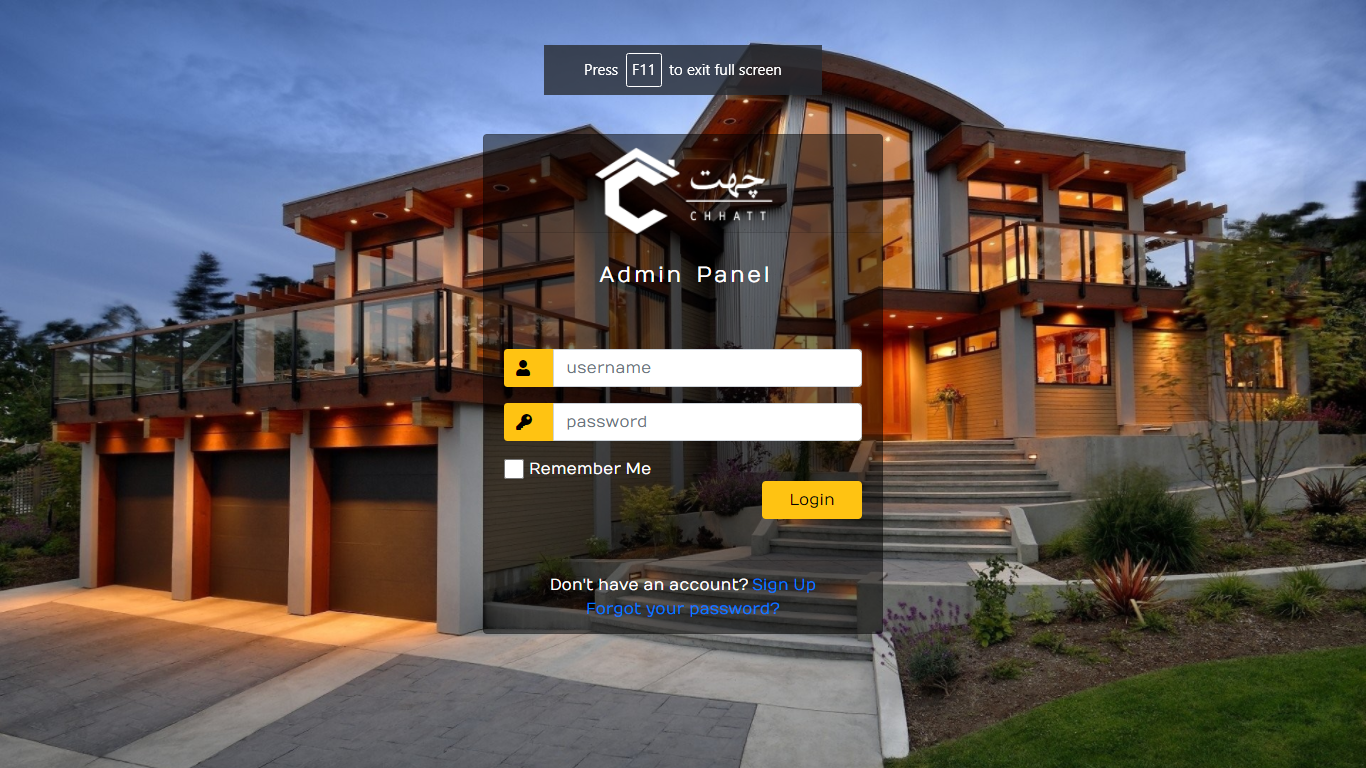 Press F11 to exit full screen
چھت
CHHATT
Admin Panel
username
password
Remember Me
Login
Don't have an account? Sign Up
Forgot your password?